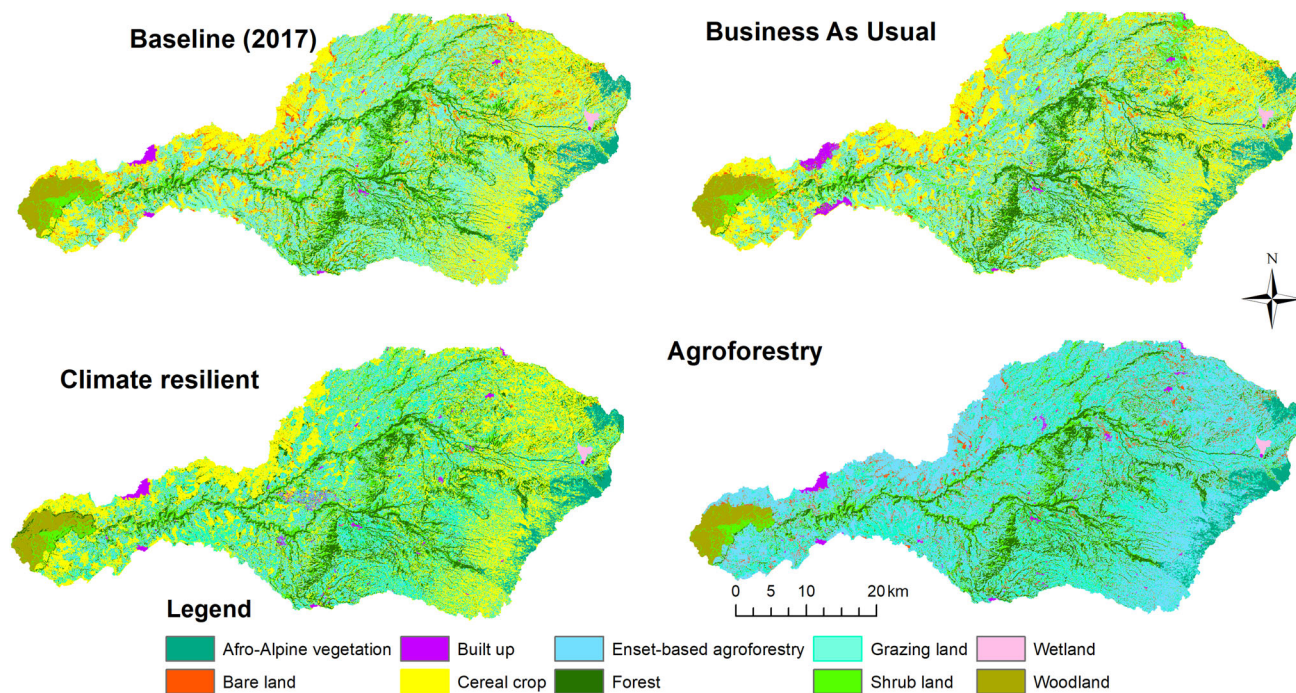 Baseline (2017)
Business As Usual
N
Climate resilient
Agroforestry
0 5 10 20 km
Legend
Afro-Alpine vegetation
Built up
Enset-based agroforestry
Grazing land
Wetland
Bare land
Cereal crop
Forest
Shrub land
Woodland